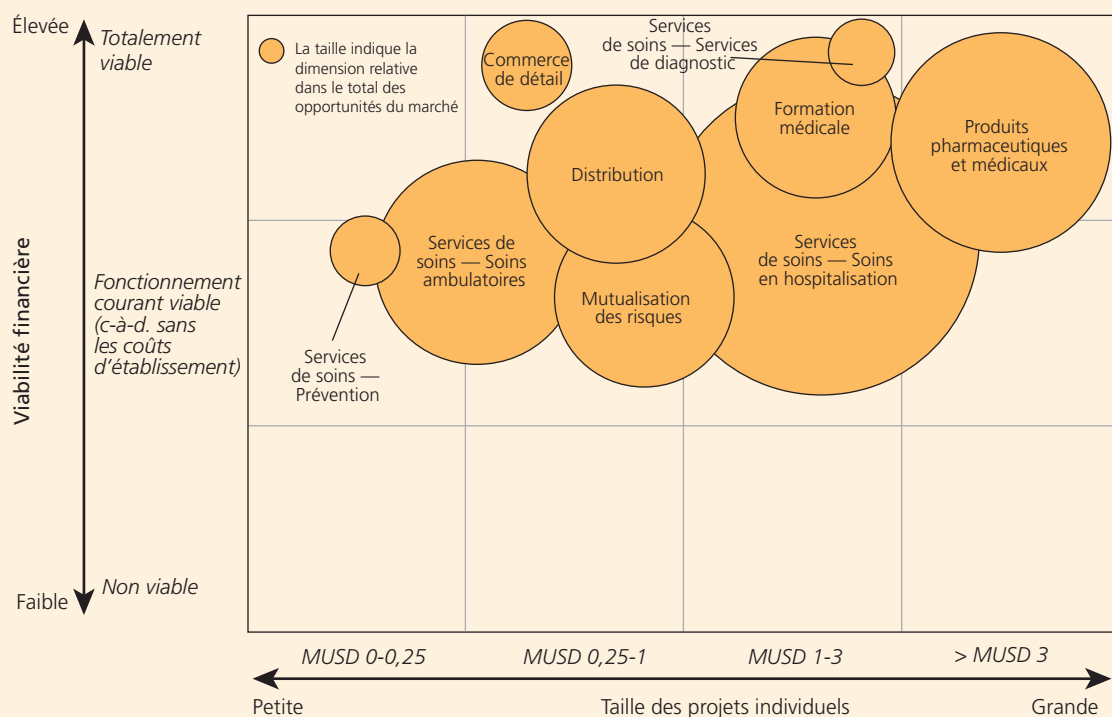 Élevée
Totalement
viable
La taille indique la
dimension relative
dans le total des
opportunités du marché
Commerce
de détail
Services
de soins — Services
de diagnostic
Formation
médicale
Produits
pharmaceutiques
et médicaux
Distribution
Viabilité financière
Fonctionnement
courant viable
(c-à-d. sans
les coûts
d'établissement)
Services de
soins — Soins
ambulatoires
Services
de soins — Soins
en hospitalisation
Mutualisation
des risques
Services
de soins —
Prévention
Non viable
Faible
MUSD 0-0,25
MUSD 0,25-1
MUSD 1-3
> MUSD 3
Petite
Taille des projets individuels
Grande